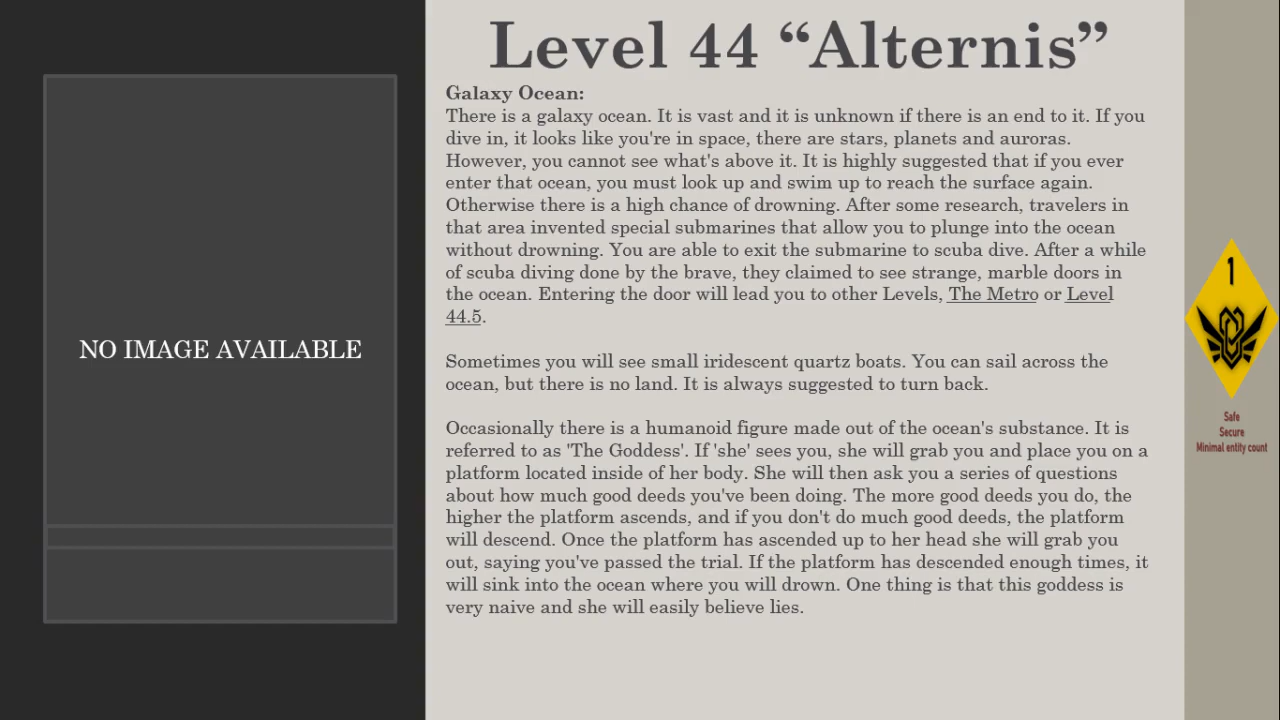 Level 44 “Alternis”
Galaxy Ocean:
There is a galaxy ocean. It is vast and it is unknown if there is an end to it. If you
dive in, it looks like you're in space, there are stars, planets and auroras.
However, you cannot see what's above it. It is highly suggested that if you ever
enter that ocean, you must look up and swim up to reach the surface again.
Otherwise there is a high chance of drowning. After some research, travelers in
that area invented special submarines that allow you to plunge into the ocean
without drowning. You are able to exit the submarine to scuba dive. After a while
of scuba diving done by the brave, they claimed to see strange, marble doors in
the ocean. Entering the door will lead you to other Levels, The Metro or Level
44.5.
Sometimes you will see small iridescent quartz boats. You can sail across the
ocean, but there is no land. It is always suggested to turn back.
Occasionally there is a humanoid figure made out of the ocean's substance. It is
referred to as 'The Goddess'. If 'she' sees you, she will grab you and place you on a
platform located inside of her body. She will then ask you a series of questions
about how much good deeds you've been doing. The more good deeds you do, the
higher the platform ascends, and if you don't do much good deeds, the platform
will descend. Once the platform has ascended up to her head she will grab you
out, saying you've passed the trial. If the platform has descended enough times, it
will sink into the ocean where you will drown. One thing is that this goddess is
very naive and she will easily believe lies.
NO IMAGE AVAILABLE
1
Safe
Secure
Minimal entity count